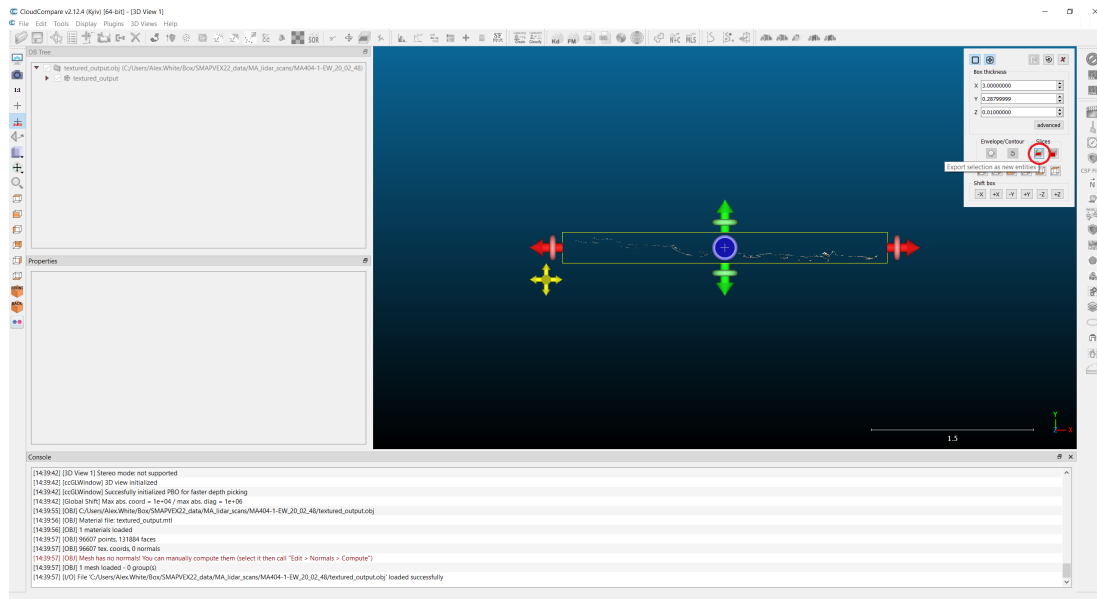 CloudCompare v2.12.4 (Kyiv) [64-bit] - [3D View 1]
File Edit Tools Display Plugins 3D Views Help
SOR
DB Tree
textured_output.obj (C:/Users/Alex.White/Box/SMAPVEX22_data/MA_lidar_scans/MA404-1-EW_20_02_48)
textured_output
1:1
FRONT
BACK
Properties
Box thickness
X 3.00000000
Y 0.28799999
Z 0.01000000
advanced
Envelope/Contour Slices
Export selection as new entities
Shift box
-X +X -Y +Y -Z +Z
Y
Z X
1.5
Console
[14:39:42] [3D View 1] Stereo mode: not supported
[14:39:42] [ccGLWindow] 3D view initialized
[14:39:42] [ccGLWindow] Succesfully initialized PBO for faster depth picking
[14:39:42] [Global Shift] Max abs. coord = 1e+04 / max abs. diag = 1e+06
[14:39:55] [OBJ] C:/Users/Alex.White/Box/SMAPVEX22_data/MA_lidar_scans/MA404-1-EW_20_02_48/textured_output.obj
[14:39:56] [OBJ] Material file: textured_output.mtl
[14:39:56] [OBJ] 1 materials loaded
[14:39:57] [OBJ] 96607 points, 131884 faces
[14:39:57] [OBJ] 96607 tex. coords, 0 normals
[14:39:57] [OBJ] Mesh has no normals! You can manually compute them (select it then call "Edit > Normals > Compute")
[14:39:57] [OBJ] 1 mesh loaded - 0 group(s)
[14:39:57] [I/O] File 'C:/Users/Alex.White/Box/SMAPVEX22_data/MA_lidar_scans/MA404-1-EW_20_02_48/textured_output.obj' loaded successfully